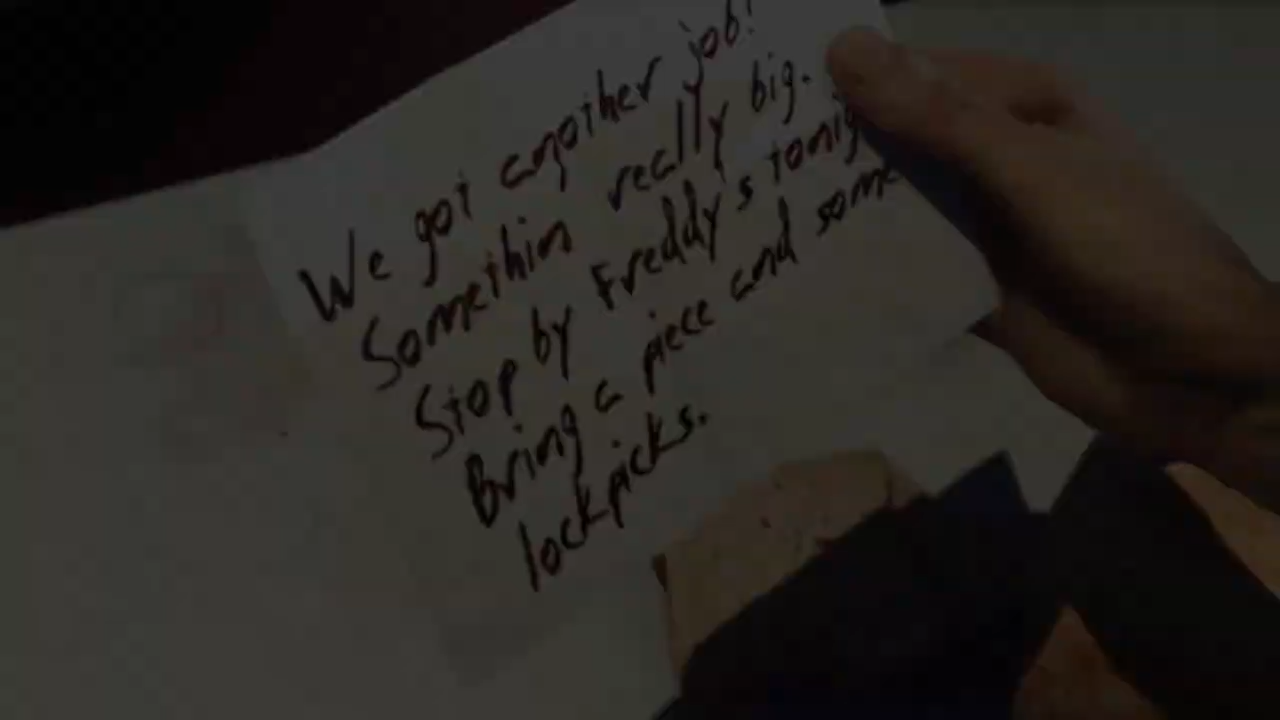 We got another job!
Somethin really big.
Stop by Freddy's
Bring a piece and some
lockpicks.